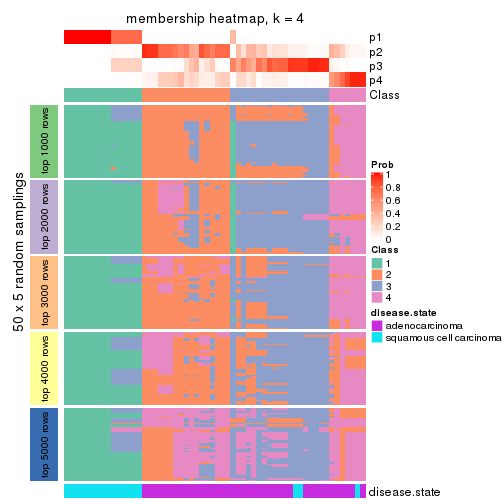 membership heatmap, k = 4
p1
p2
p3
p4
Class
50 x 5 random samplings
top 1000 rows
top 2000 rows
top 3000 rows
top 4000 rows
top 5000 rows
Prob
1
0.8
0.6
0.4
0.2
0
Class
1
2
3
4
disease.state
adenocarcinoma
squamous cell carcinoma
disease.state